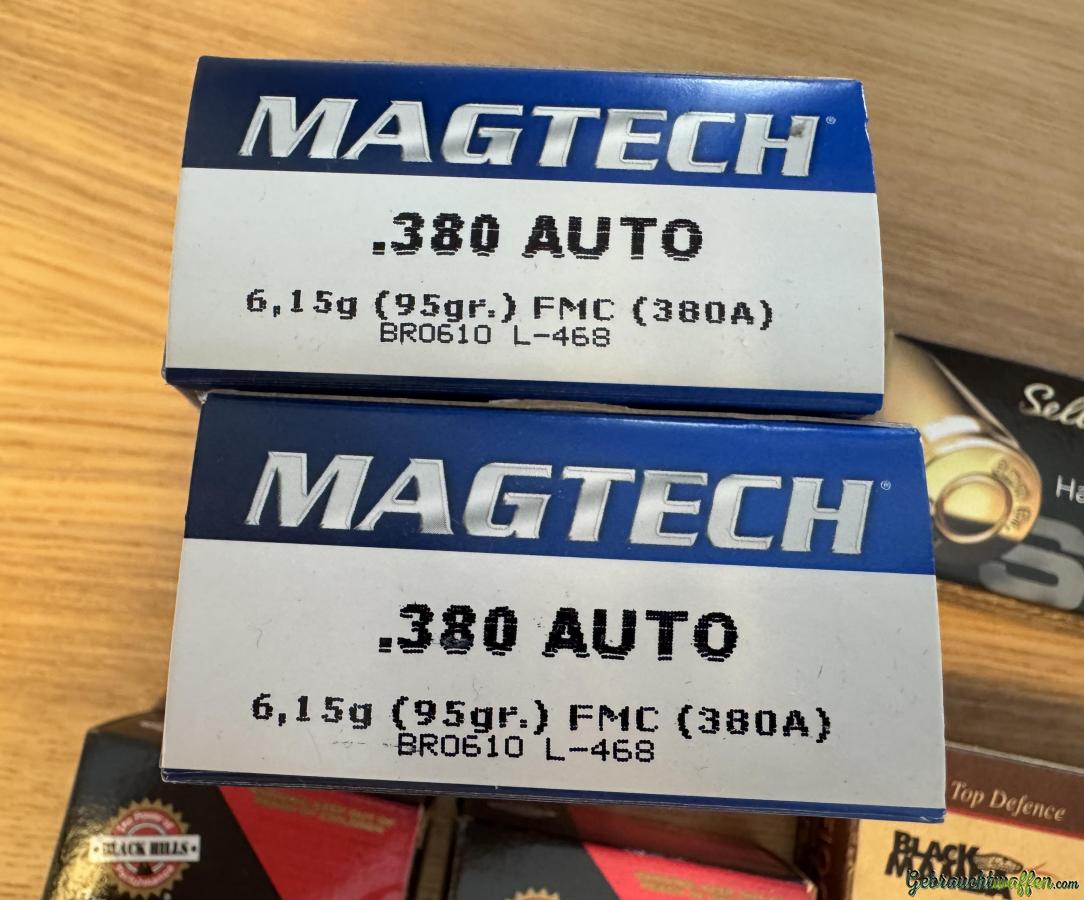 MAGTECH®
.380 AUTO
6,15g (95gr.) FMC (380A)
BR0610 L-468
MAGTECH®
.380 AUTO
6,15g (95gr.) FMC (380A)
BR0610 L-468
Top Defence
BLACK HILLS
BLACK
Gebrauchtwaffen.com